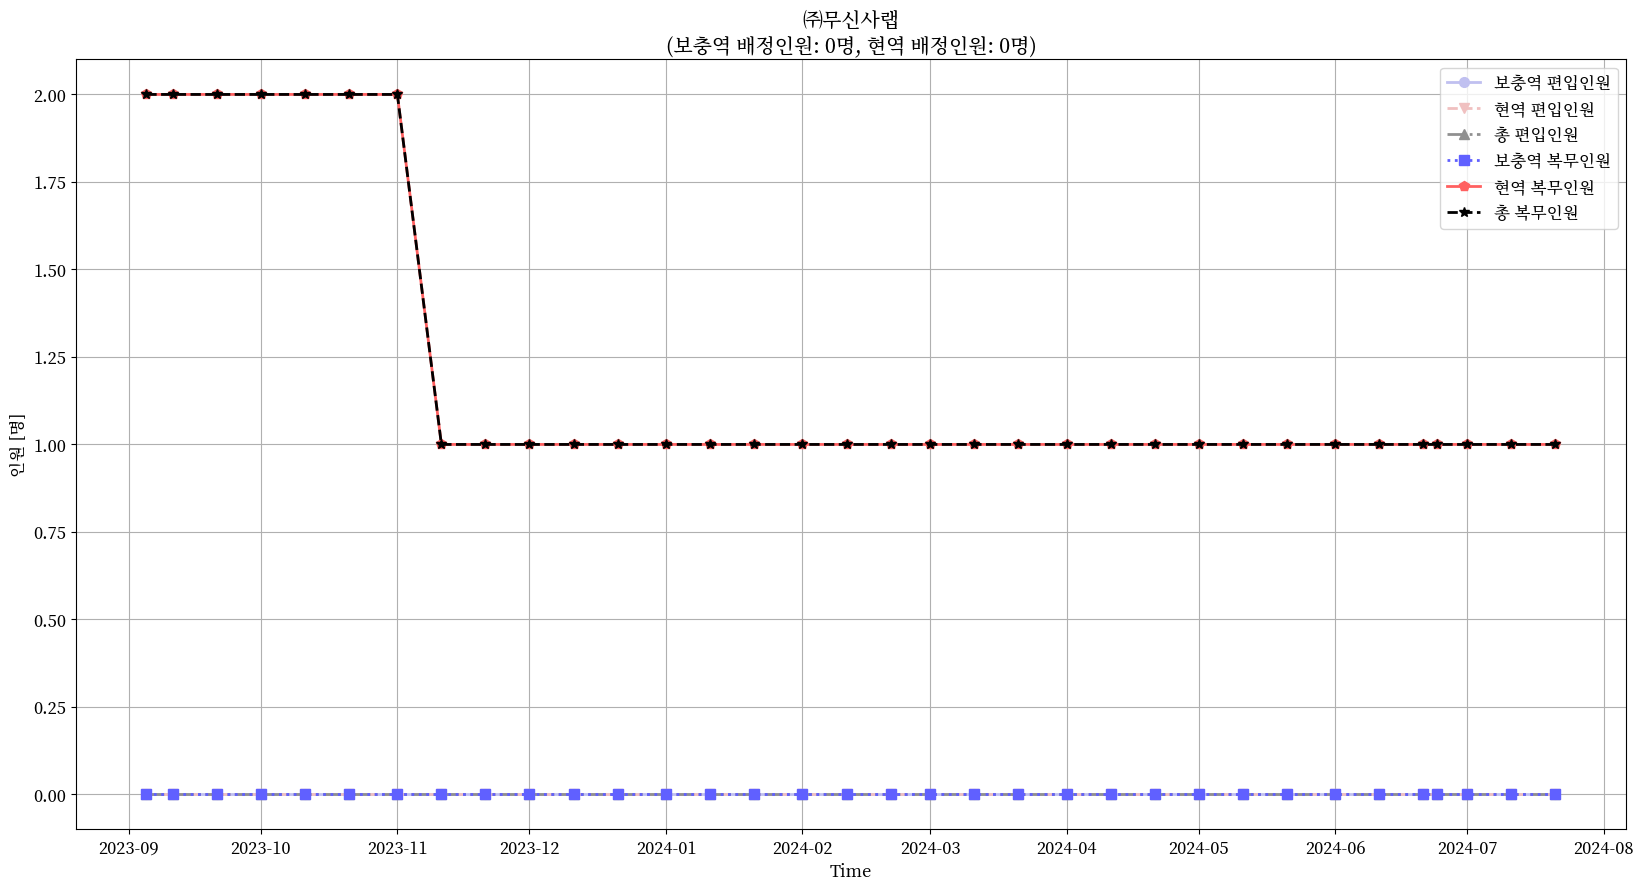 ㈜무신사랩
(보충역 배정인원: 0명, 현역 배정인원: 0명)
보충역 편입인원
현역 편입인원
총 편입인원
보충역 복무인원
현역 복무인원
총 복무인원
인원 [명]
2.00
1.75
1.50
1.25
1.00
0.75
0.50
0.25
0.00
2023-09 2023-10 2023-11 2023-12 2024-01 2024-02 2024-03 2024-04 2024-05 2024-06 2024-07 2024-08
Time